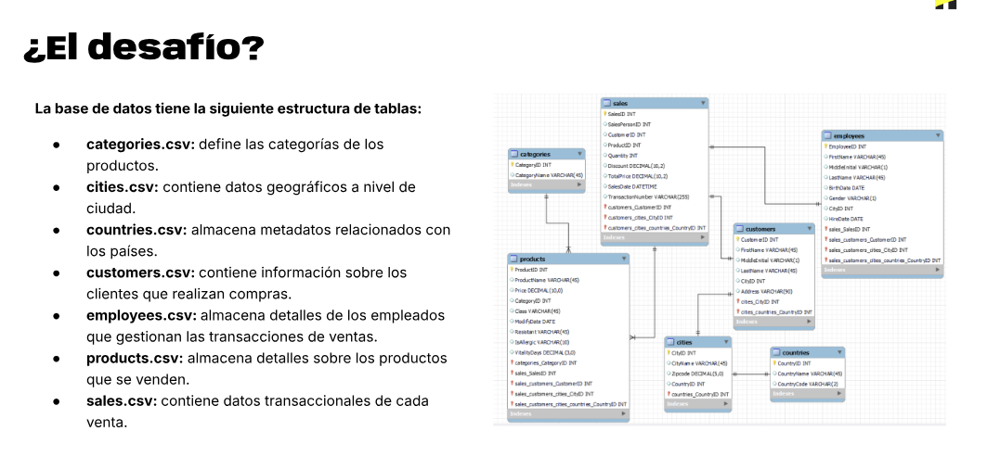 ¿El desafío?
La base de datos tiene la siguiente estructura de tablas:
● categories.csv: define las categorías de los
productos.
● cities.csv: contiene datos geográficos a nivel de
ciudad.
● countries.csv: almacena metadatos relacionados con
los países.
● customers.csv: contiene información sobre los
clientes que realizan compras.
● employees.csv: almacena detalles de los empleados
que gestionan las transacciones de ventas.
● products.csv: almacena detalles sobre los productos
que se venden.
● sales.csv: contiene datos transaccionales de cada
venta.
categories
CategoryID INT
CategoryName VARCHAR(45)
Indexes
sales
SalesID INT
SalesPersonID INT
CustomerID INT
ProductID INT
Quantity INT
Discount DECIMAL(10,2)
TotalPrice DECIMAL(10,2)
SalesDate DATETIME
TransactionNumber VARCHAR(255)
customers_CustomerID INT
customers_cities_CityID INT
customers_cities_countries_CountryID INT
Indexes
employees
EmployeeID INT
FirstName VARCHAR(45)
MiddleInitial VARCHAR(1)
LastName VARCHAR(45)
BirthDate DATE
Gender VARCHAR(1)
CityID INT
HireDate DATE
sales_SalesID INT
sales_customers_CustomerID INT
sales_customers_cities_CityID INT
sales_customers_cities_countries_CountryID INT
Indexes
customers
CustomerID INT
FirstName VARCHAR(45)
MiddleInitial VARCHAR(1)
LastName VARCHAR(45)
CityID INT
Address VARCHAR(90)
cities_CityID INT
cities_countries_CountryID INT
Indexes
products
ProductID INT
ProductName VARCHAR(45)
Price DECIMAL(10,0)
CategoryID INT
Class VARCHAR(45)
ModifyDate DATE
Resistant VARCHAR(45)
IsAllergic VARCHAR(10)
VitalityDays DECIMAL(3,0)
categories_CategoryID INT
sales_SalesID INT
sales_customers_CustomerID INT
sales_customers_cities_CityID INT
sales_customers_cities_countries_CountryID INT
Indexes
cities
CityID INT
CityName VARCHAR(45)
Zipcode DECIMAL(5,0)
CountryID INT
countries_CountryID INT
Indexes
countries
CountryID INT
CountryName VARCHAR(45)
CountryCode VARCHAR(2)
Indexes